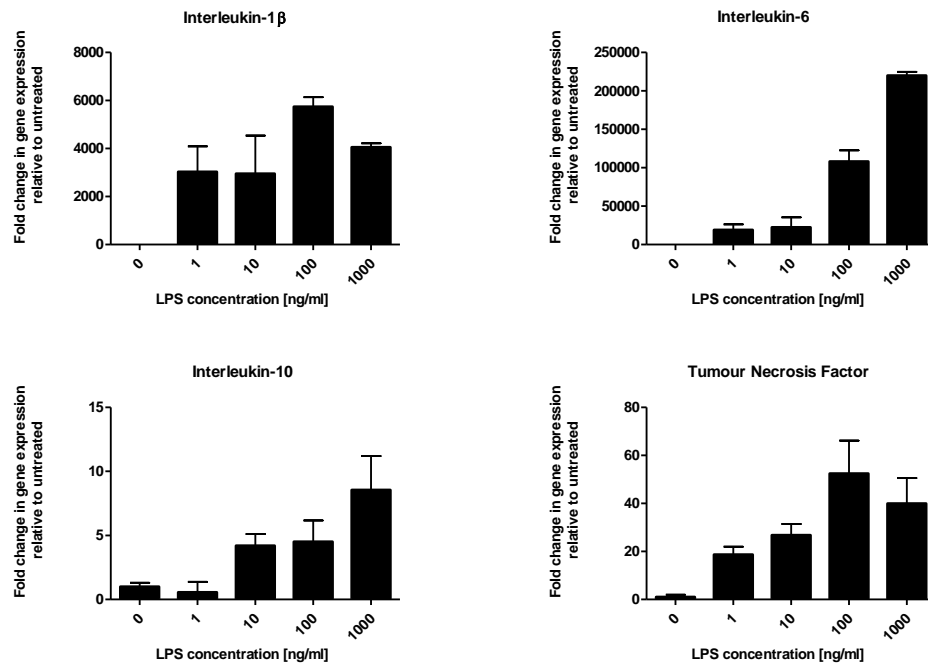 Interleukin-1β
Fold change in gene expression
relative to untreated
8000
6000
4000
2000
0
0
1
10
100
1000
LPS concentration [ng/ml]
Interleukin-6
Fold change in gene expression
relative to untreated
250000
200000
150000
100000
50000
0
0
1
10
100
1000
LPS concentration [ng/ml]
Interleukin-10
Fold change in gene expression
relative to untreated
15
10
5
0
0
1
10
100
1000
LPS concentration [ng/ml]
Tumour Necrosis Factor
Fold change in gene expression
relative to untreated
80
60
40
20
0
0
1
10
100
1000
LPS concentration [ng/ml]